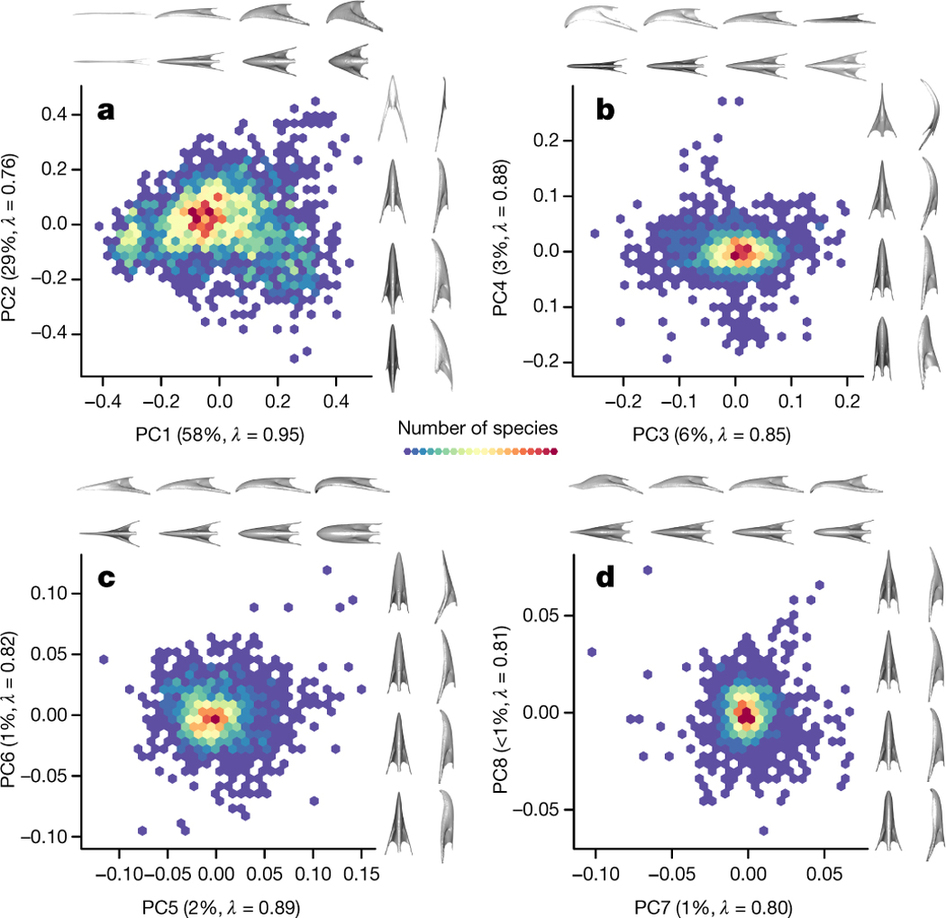 a
0.4
0.2
0.0
−0.2
−0.4
PC2 (29%, λ = 0.76)
−0.4 −0.2 0.0 0.2 0.4
PC1 (58%, λ = 0.95)
b
0.2
0.1
0.0
0.1
−0.2
PC4 (3%, λ = 0.88)
−0.2 −0.1 0.0 0.1 0.2
PC3 (6%, λ = 0.85)
Number of species
c
0.10
0.05
0.00
−0.05
−0.10
PC6 (1%, λ = 0.82)
−0.10 −0.05 0.00 0.05 0.10 0.15
PC5 (2%, λ = 0.89)
d
0.05
0.00
−0.05
PC8 (<1%, λ = 0.81)
−0.10 −0.05 0.00 0.05
PC7 (1%, λ = 0.80)